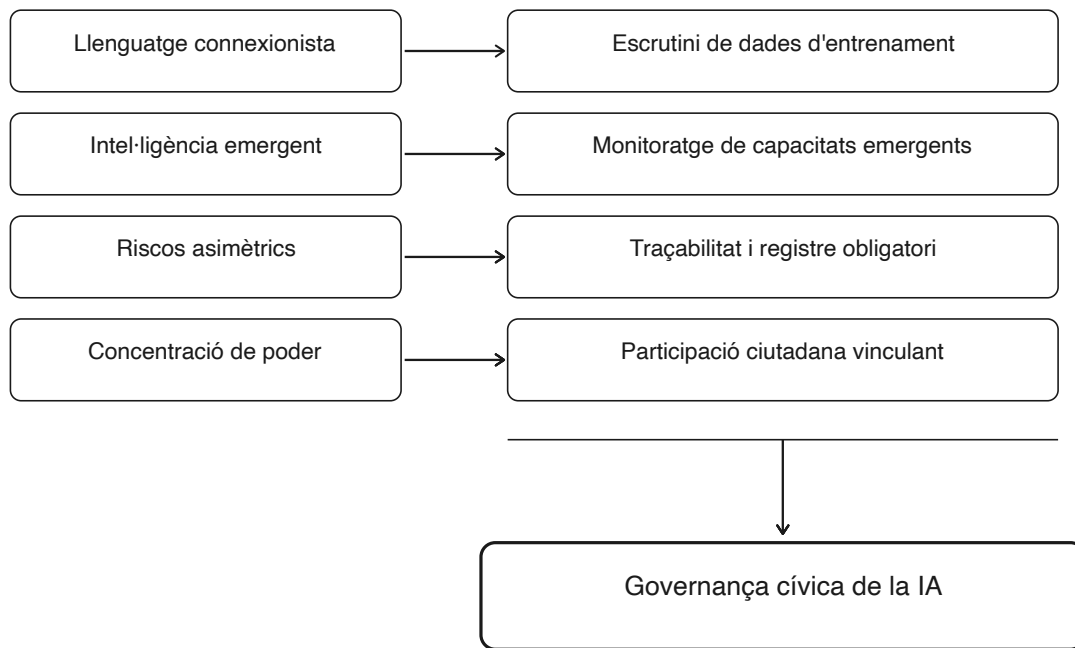 Llenguatge connexionista
Escrutini de dades d'entrenament
Intel·ligència emergent
Monitoratge de capacitats emergents
Riscos asimètrics
Traçabilitat i registre obligatori
Concentració de poder
Participació ciutadana vinculant
Governança cívica de la IA